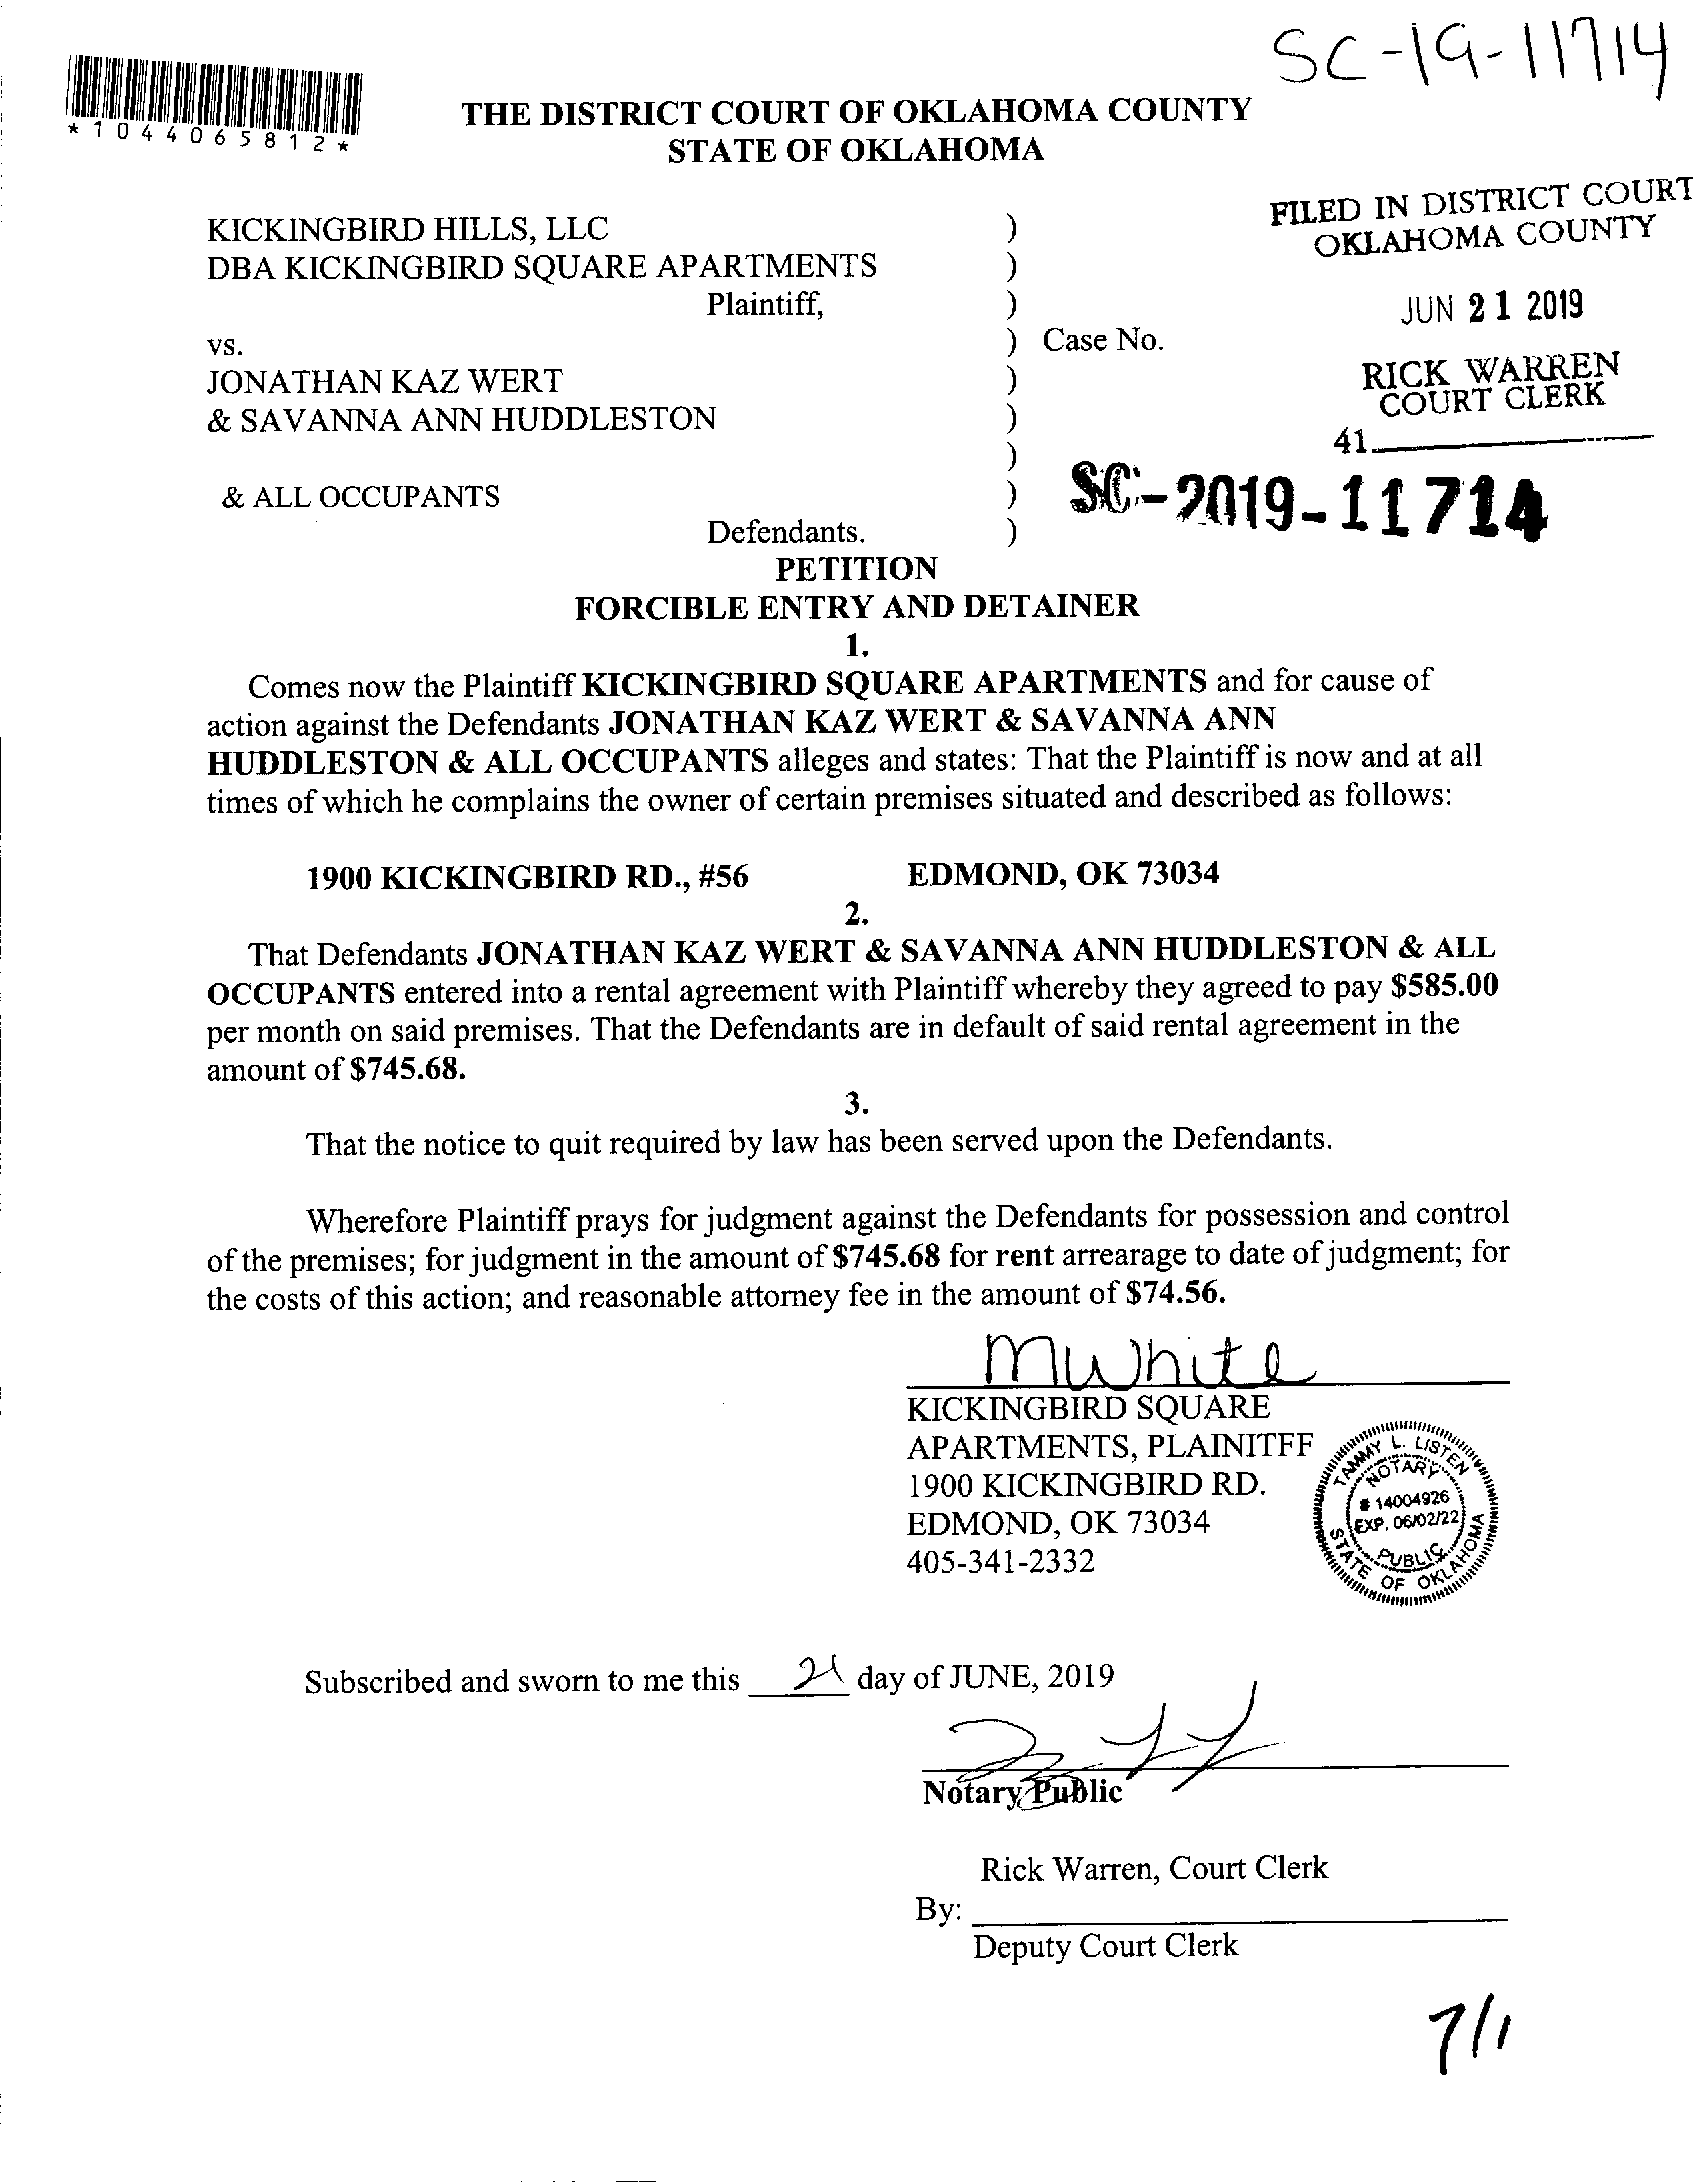 SC-19-11714
*1044065812*
THE DISTRICT COURT OF OKLAHOMA COUNTY
STATE OF OKLAHOMA
FILED IN DISTRICT COURT
OKLAHOMA COUNTY
JUN 21 2019
RICK WARREN
COURT CLERK
41
KICKINGBIRD HILLS, LLC )
DBA KICKINGBIRD SQUARE APARTMENTS )
Plaintiff, )
vs. ) Case No.
JONATHAN KAZ WERT )
& SAVANNA ANN HUDDLESTON )
)
& ALL OCCUPANTS ) SC-2019-11714
Defendants. )
PETITION
FORCIBLE ENTRY AND DETAINER
1.
Comes now the Plaintiff KICKINGBIRD SQUARE APARTMENTS and for cause of
action against the Defendants JONATHAN KAZ WERT & SAVANNA ANN
HUDDLESTON & ALL OCCUPANTS alleges and states: That the Plaintiff is now and at all
times of which he complains the owner of certain premises situated and described as follows:
1900 KICKINGBIRD RD., #56 EDMOND, OK 73034
2.
That Defendants JONATHAN KAZ WERT & SAVANNA ANN HUDDLESTON & ALL
OCCUPANTS entered into a rental agreement with Plaintiff whereby they agreed to pay $585.00
per month on said premises. That the Defendants are in default of said rental agreement in the
amount of $745.68.
3.
That the notice to quit required by law has been served upon the Defendants.
Wherefore Plaintiff prays for judgment against the Defendants for possession and control
of the premises; for judgment in the amount of $745.68 for rent arrearage to date of judgment; for
the costs of this action; and reasonable attorney fee in the amount of $74.56.
MWhite
KICKINGBIRD SQUARE
APARTMENTS, PLAINITFF
1900 KICKINGBIRD RD.
EDMOND, OK 73034
405-341-2332
TAMMY L. LISTEN
NOTARY
# 14004926
EXP. 06/02/22
PUBLIC
STATE OF OKLAHOMA
Subscribed and sworn to me this 21 day of JUNE, 2019
Notary Public
Rick Warren, Court Clerk
By:
Deputy Court Clerk
7/11